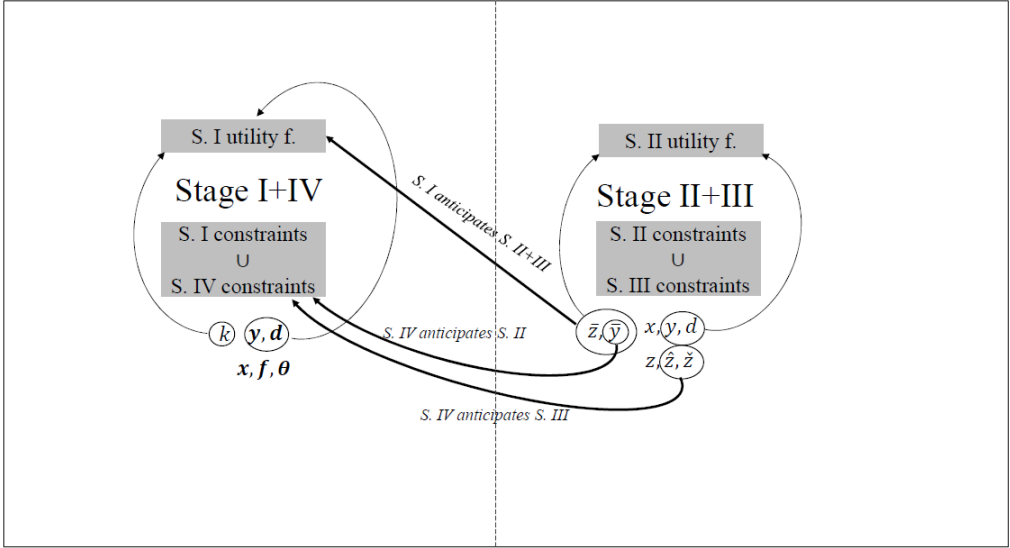 S. I utility f.
Stage I+IV
S. I constraints
∪
S. IV constraints
k
y, d
x, f, θ
S. I anticipates S. II+III
S. IV anticipates S. II
S. IV anticipates S. III
S. II utility f.
Stage II+III
S. II constraints
∪
S. III constraints
z̄, ȳ
x, y, d
z, ẑ, ž